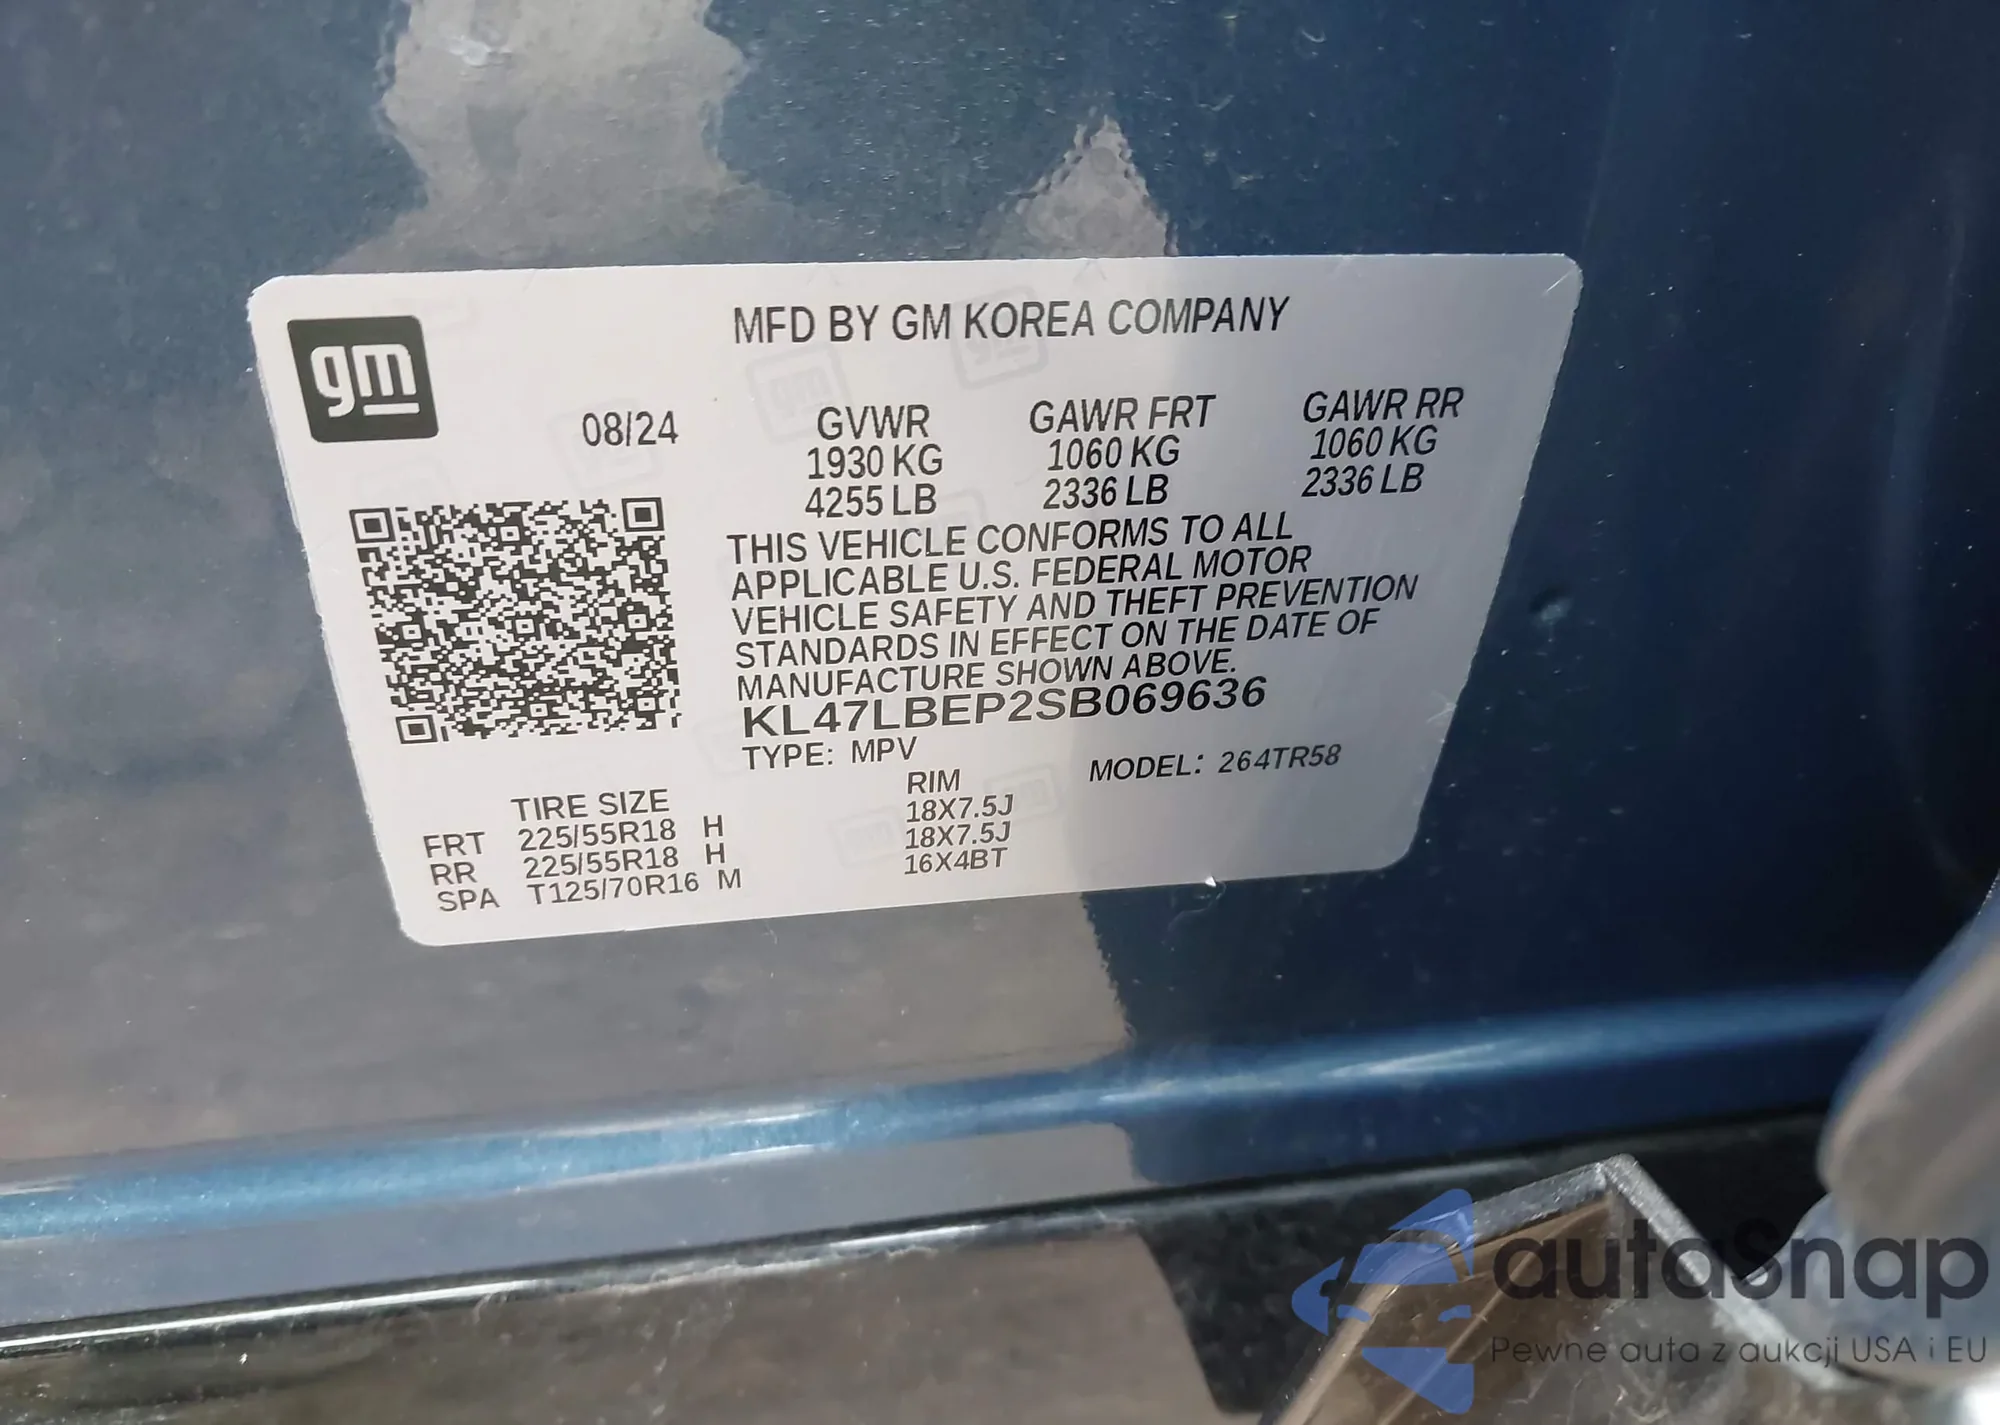 gm
MFD BY GM KOREA COMPANY
08/24 GVWR GAWR FRT GAWR RR
1930 KG 1060 KG 1060 KG
4255 LB 2336 LB 2336 LB
THIS VEHICLE CONFORMS TO ALL
APPLICABLE U.S. FEDERAL MOTOR
VEHICLE SAFETY AND THEFT PREVENTION
STANDARDS IN EFFECT ON THE DATE OF
MANUFACTURE SHOWN ABOVE.
KL47LBEP2SB069636
TYPE: MPV MODEL: 264TR58
TIRE SIZE RIM
FRT 225/55R18 H 18X7.5J
RR 225/55R18 H 18X7.5J
SPA T125/70R16 M 16X4BT
autaSnap
Pewne auta z aukcji USA i EU